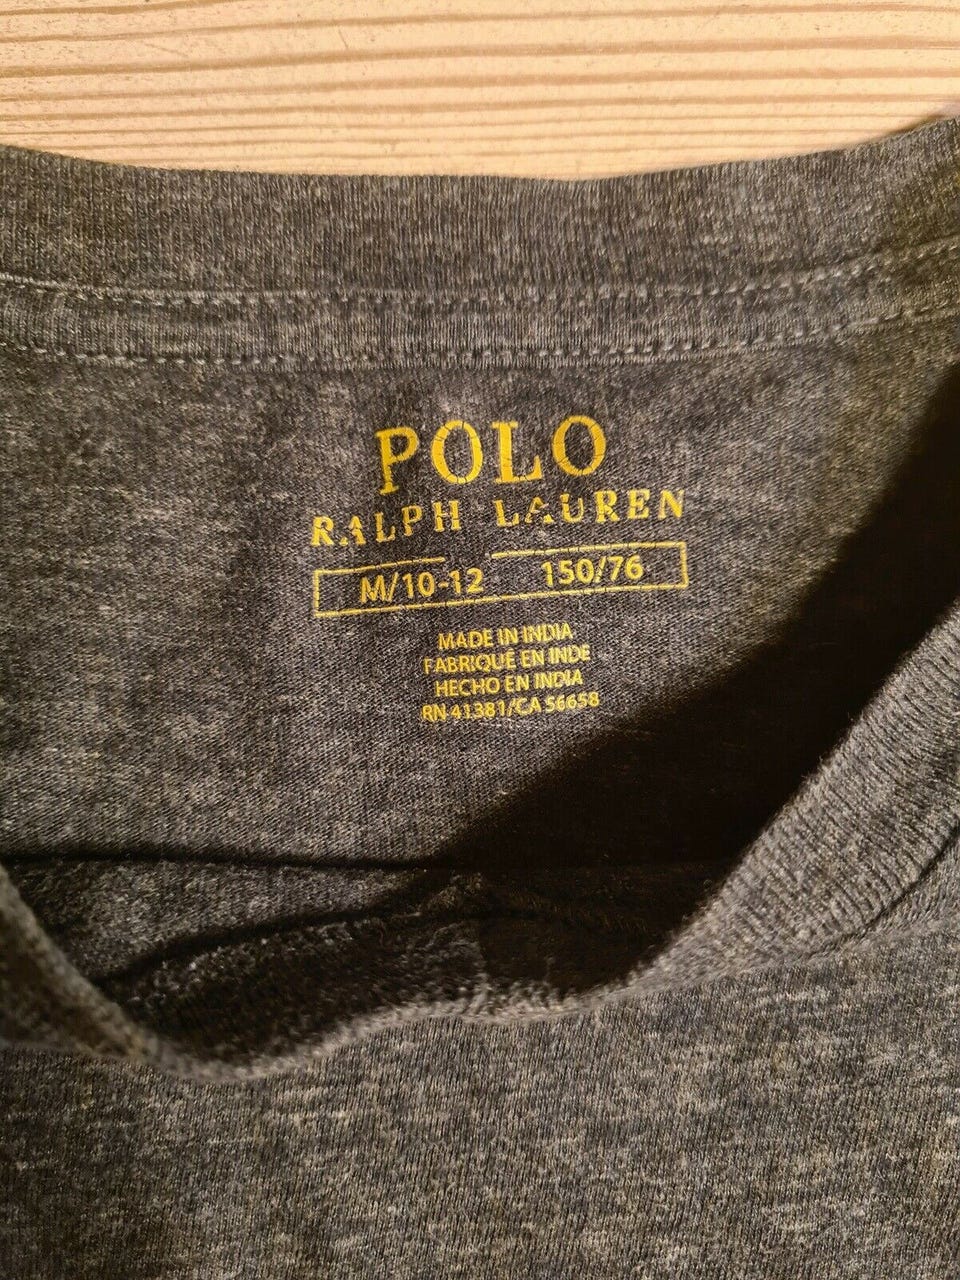 POLO
RALPH LAUREN
M/10-12 150/76
MADE IN INDIA
FABRIQUÉ EN INDE
HECHO EN INDIA
RN 41381/CA 56658